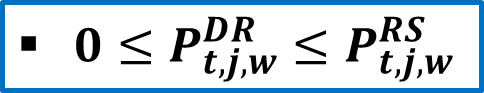 ▪ 0 ≤ P^{DR}_{t,j,w} ≤ P^{RS}_{t,j,w}